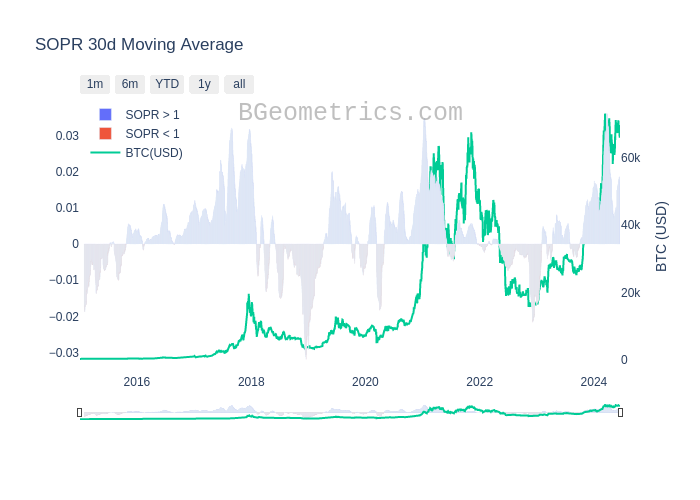 SOPR 30d Moving Average
1m 6m YTD 1y all
BGeometrics.com
SOPR > 1
SOPR < 1
BTC(USD)
0.03
0.02
0.01
0
−0.01
−0.02
−0.03
60k
40k
20k
0
BTC (USD)
2016 2018 2020 2022 2024